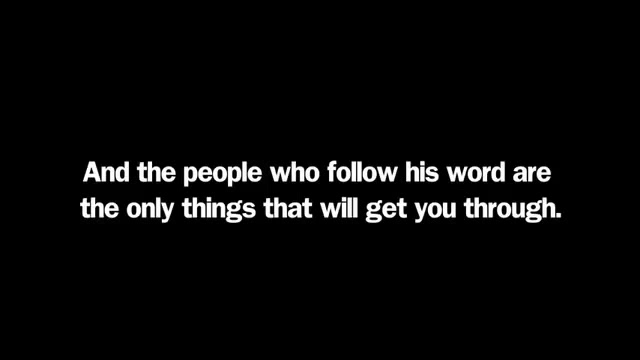 And the people who follow his word are
the only things that will get you through.